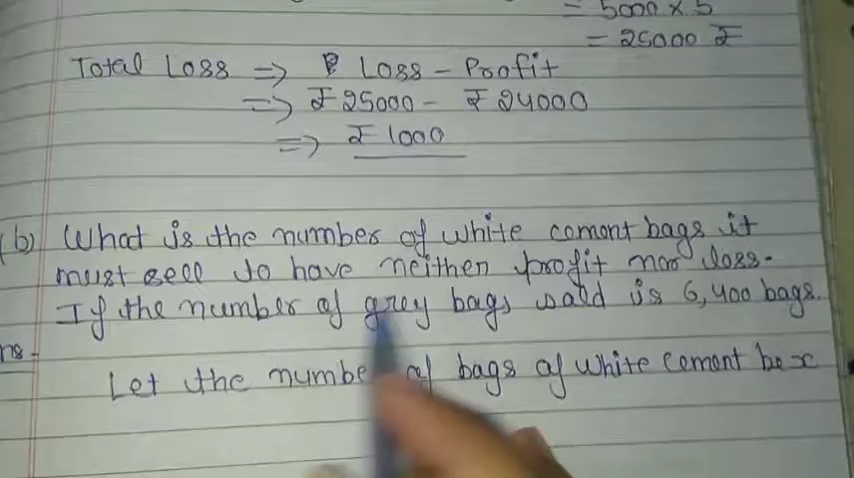 = 5000 x 5
= 25000 ₹
Total Loss => Loss - Profit
=> ₹ 25000 - ₹ 24000
=> ₹ 1000
(b) What is the number of white cement bags it
must sell to have neither profit nor loss.
If the number of grey bags sold is 6,400 bags.
ns -
Let the number of bags of white cement be x